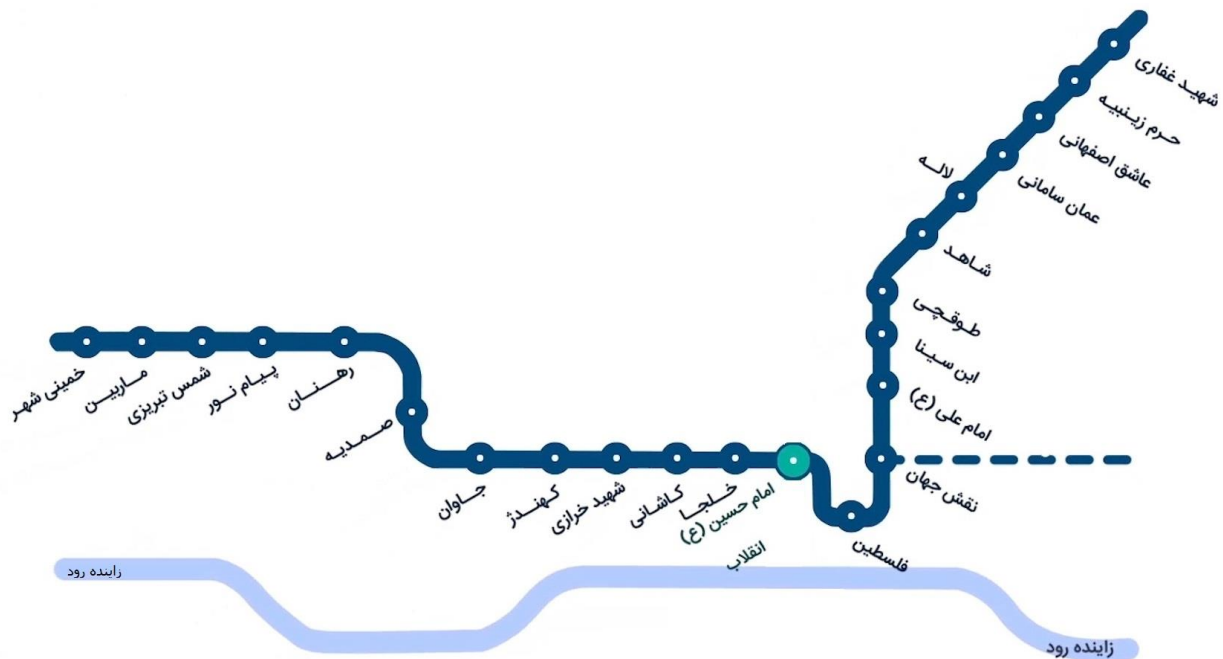 شهید غفاری
حرم زینبیه
عاشق اصفهانی
عمان سامانی
لاله
شاهد
طوقچی
ابن سینا
امام علی (ع)
نقش جهان
فلسطین
امام حسین (ع)
انقلاب
خلجا
کاشانی
شهید خرازی
کهندژ
جاوان
صمدیه
رهنان
پیام نور
شمس تبریزی
ماربین
خمینی شهر
زاینده رود
زاینده رود